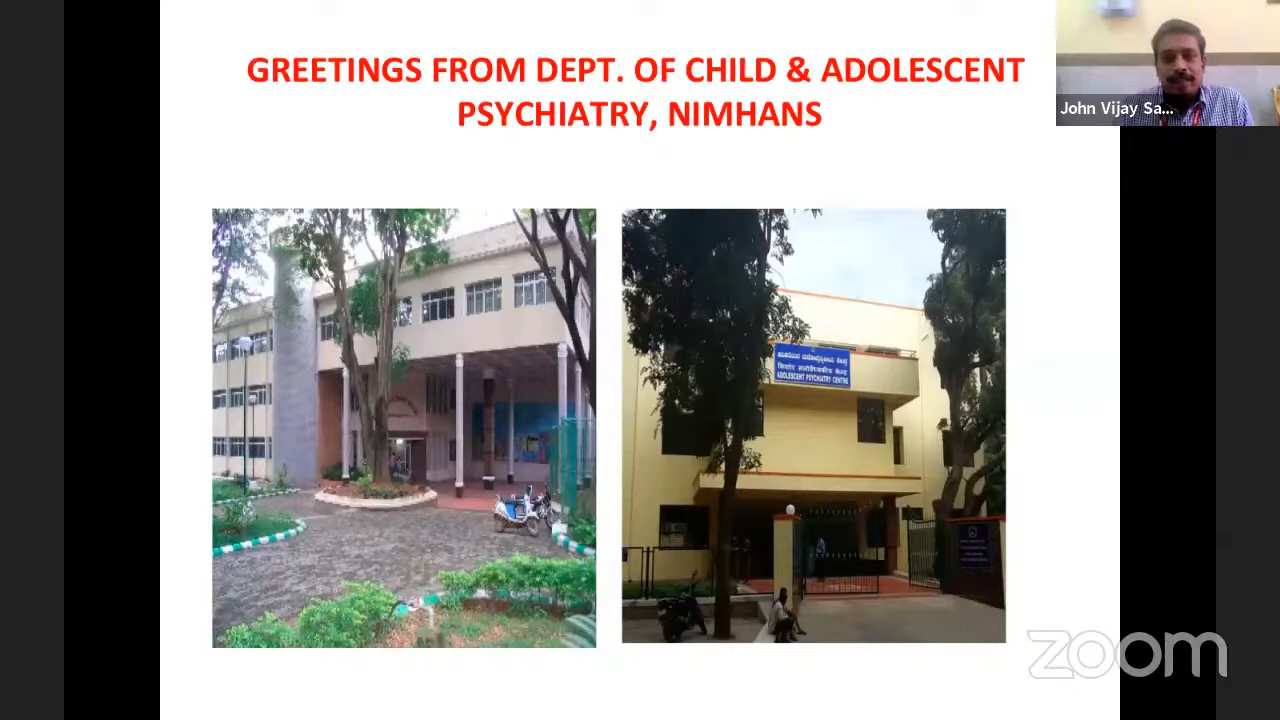 GREETINGS FROM DEPT. OF CHILD & ADOLESCENT
PSYCHIATRY, NIMHANS
John Vijay Sa...
ADOLESCENT PSYCHIATRY CENTRE
zoom